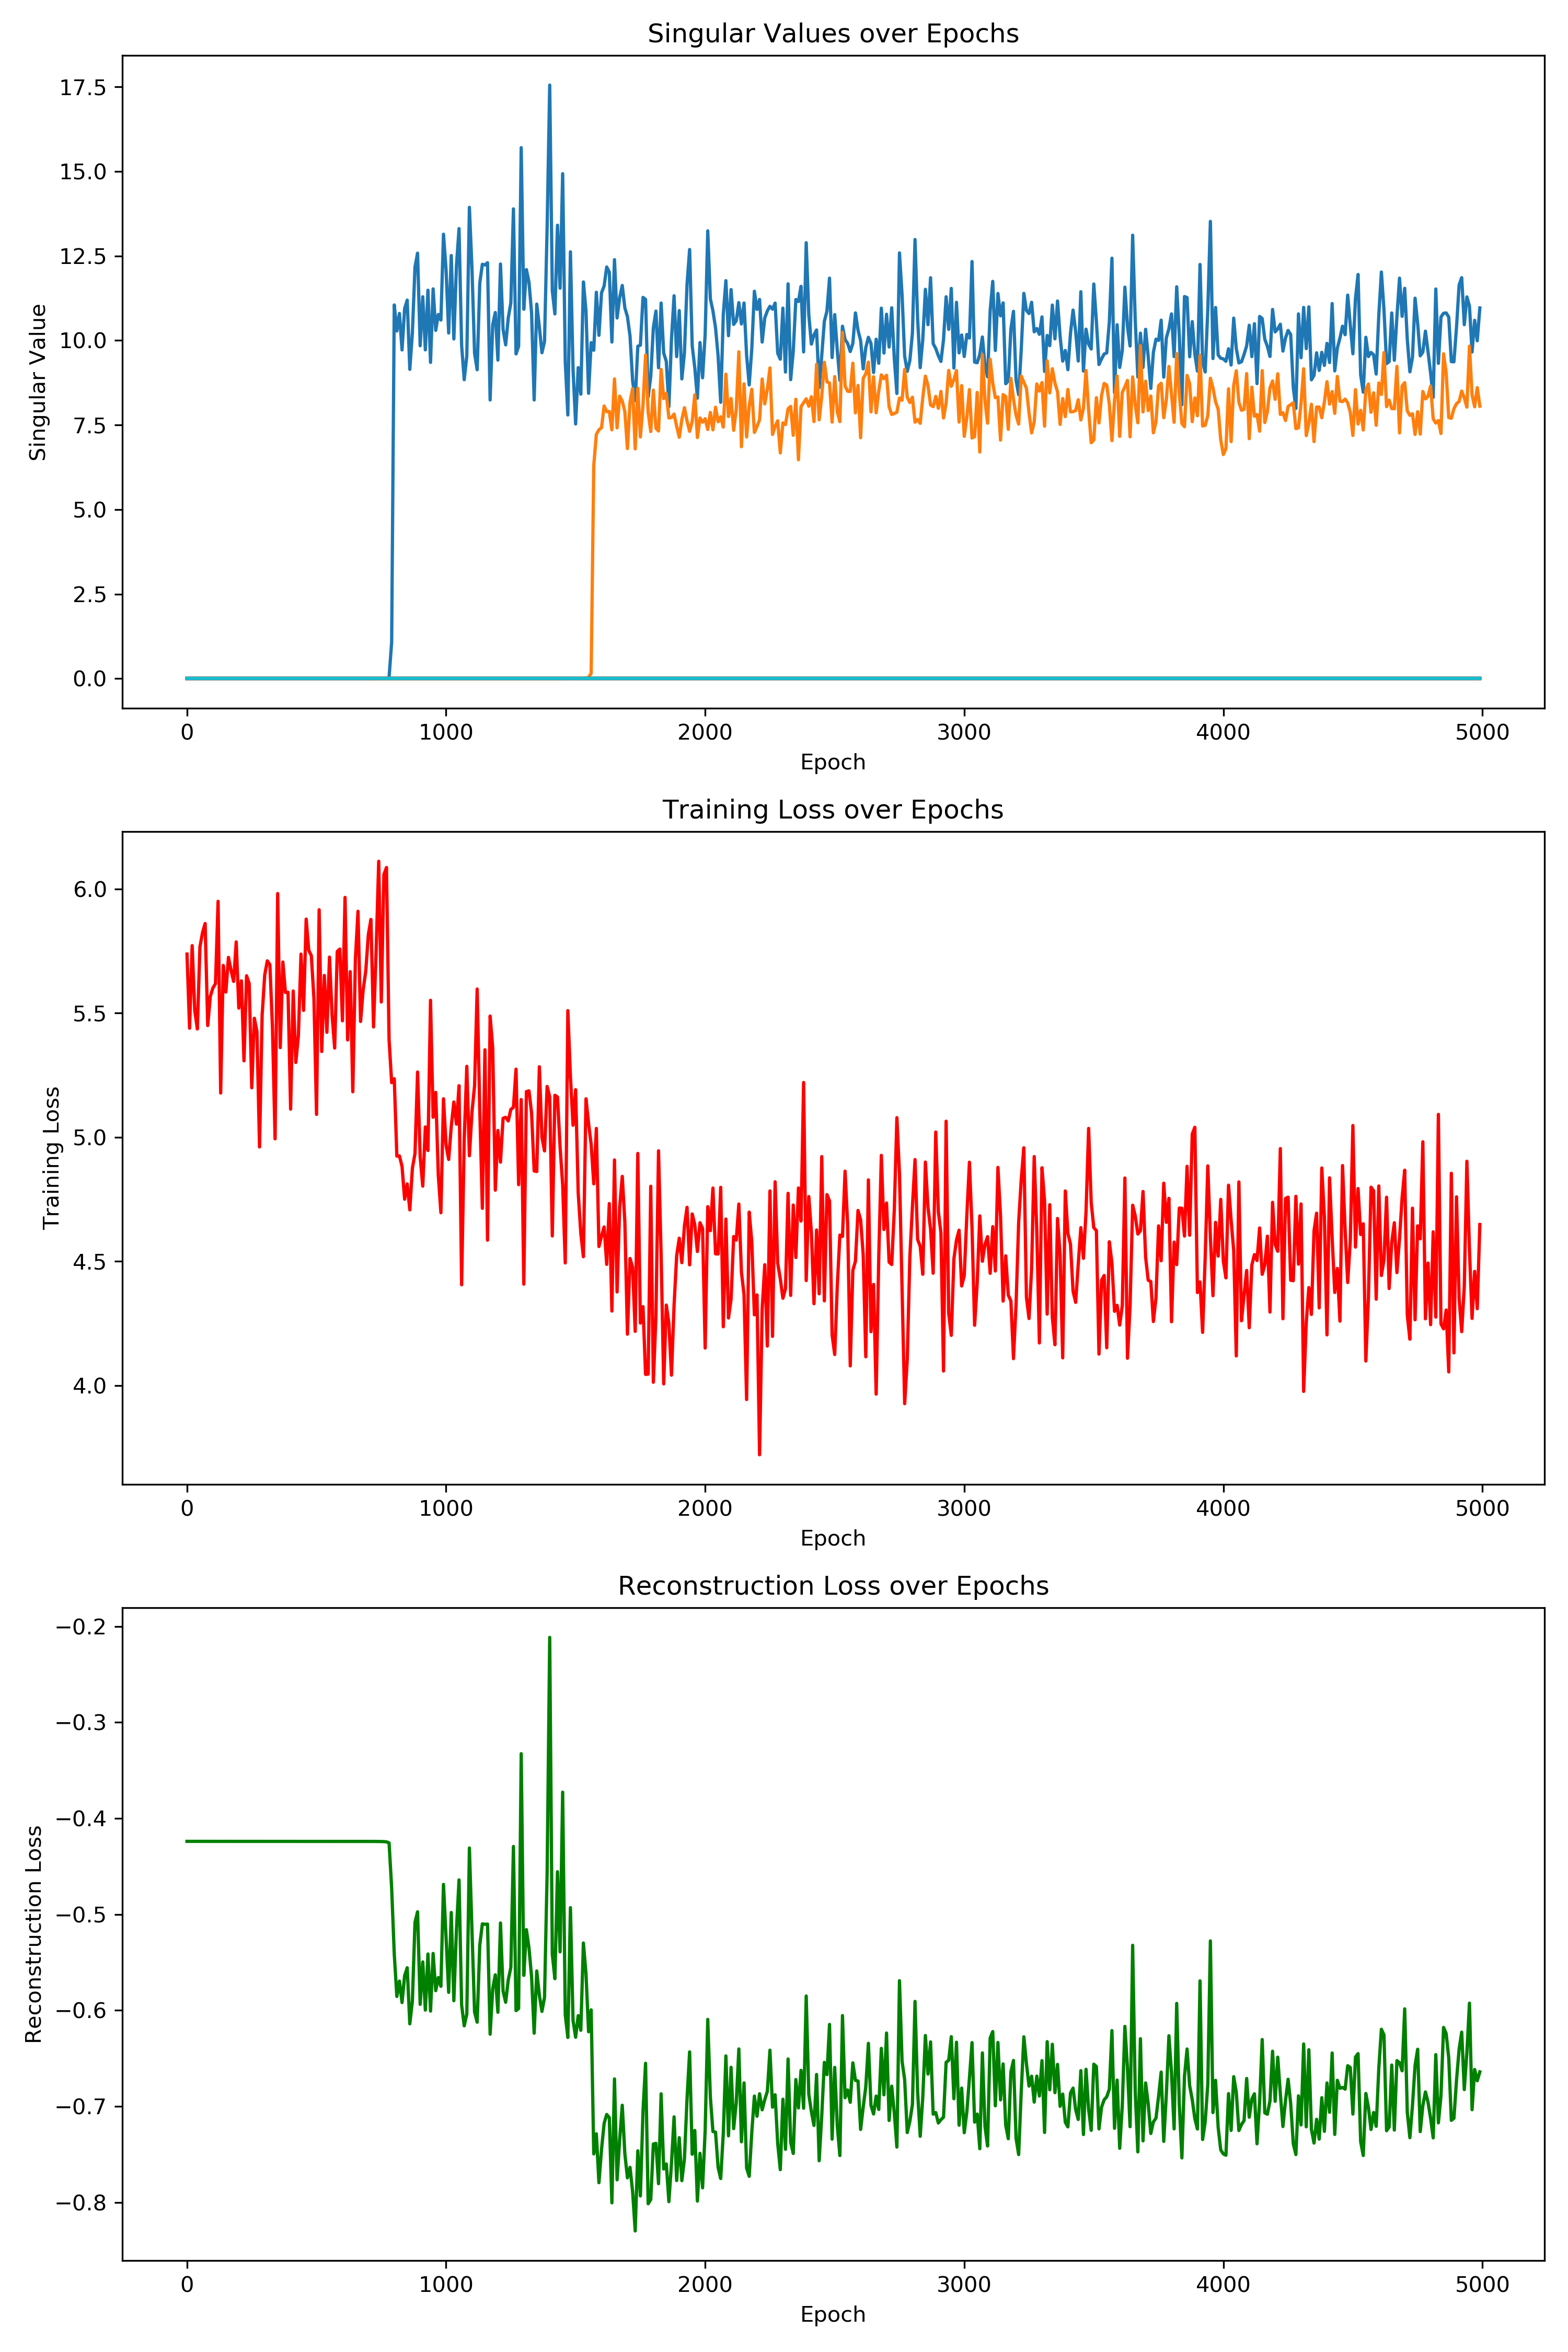 Singular Values over Epochs
Singular Value
17.5
15.0
12.5
10.0
7.5
5.0
2.5
0.0
0 1000 2000 3000 4000 5000
Epoch
Training Loss over Epochs
Training Loss
6.0
5.5
5.0
4.5
4.0
0 1000 2000 3000 4000 5000
Epoch
Reconstruction Loss over Epochs
Reconstruction Loss
−0.2
−0.3
−0.4
−0.5
−0.6
−0.7
−0.8
0 1000 2000 3000 4000 5000
Epoch